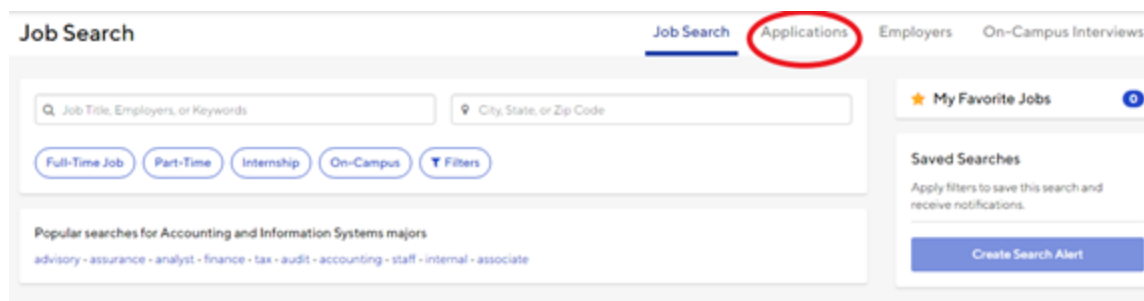 Job Search
Job Search Applications Employers On-Campus Interviews
Job Title, Employers, or Keywords
City, State, or Zip Code
Full-Time Job
Part-Time
Internship
On-Campus
Filters
Popular searches for Accounting and Information Systems majors
advisory - assurance - analyst - finance - tax - audit - accounting - staff - internal - associate
My Favorite Jobs 0
Saved Searches
Apply filters to save this search and
receive notifications.
Create Search Alert